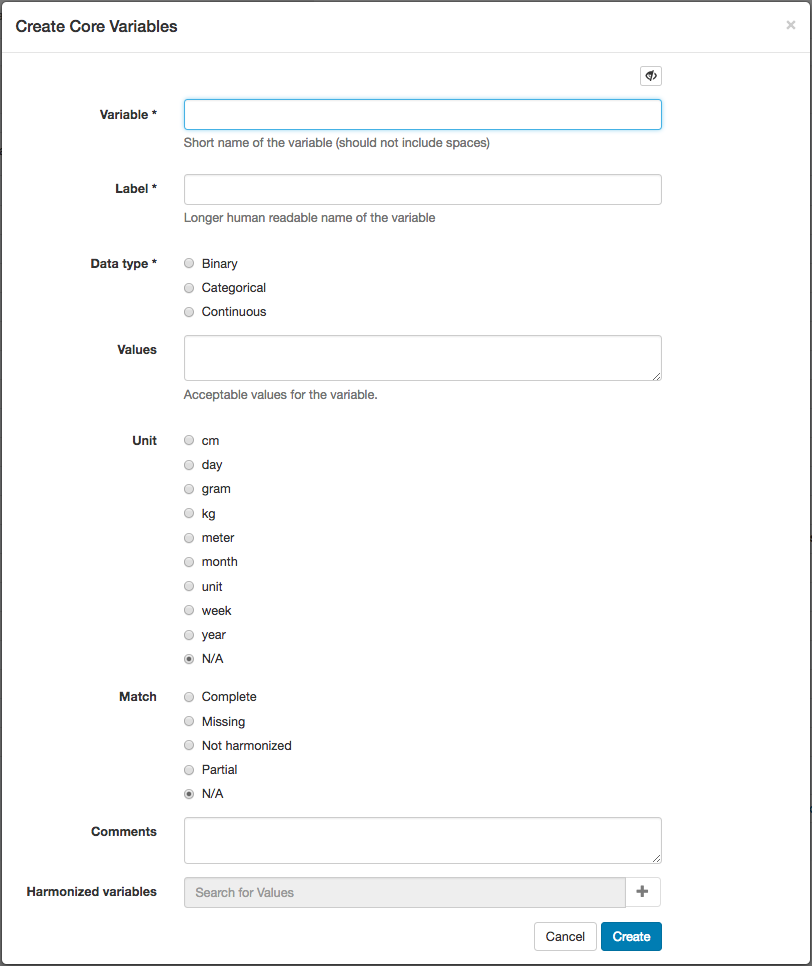 Create Core Variables ×
Variable *
Short name of the variable (should not include spaces)
Label *
Longer human readable name of the variable
Data type * Binary
Categorical
Continuous
Values
Acceptable values for the variable.
Unit cm
day
gram
kg
meter
month
unit
week
year
N/A
Match Complete
Missing
Not harmonized
Partial
N/A
Comments
Harmonized variables Search for Values +
Cancel Create